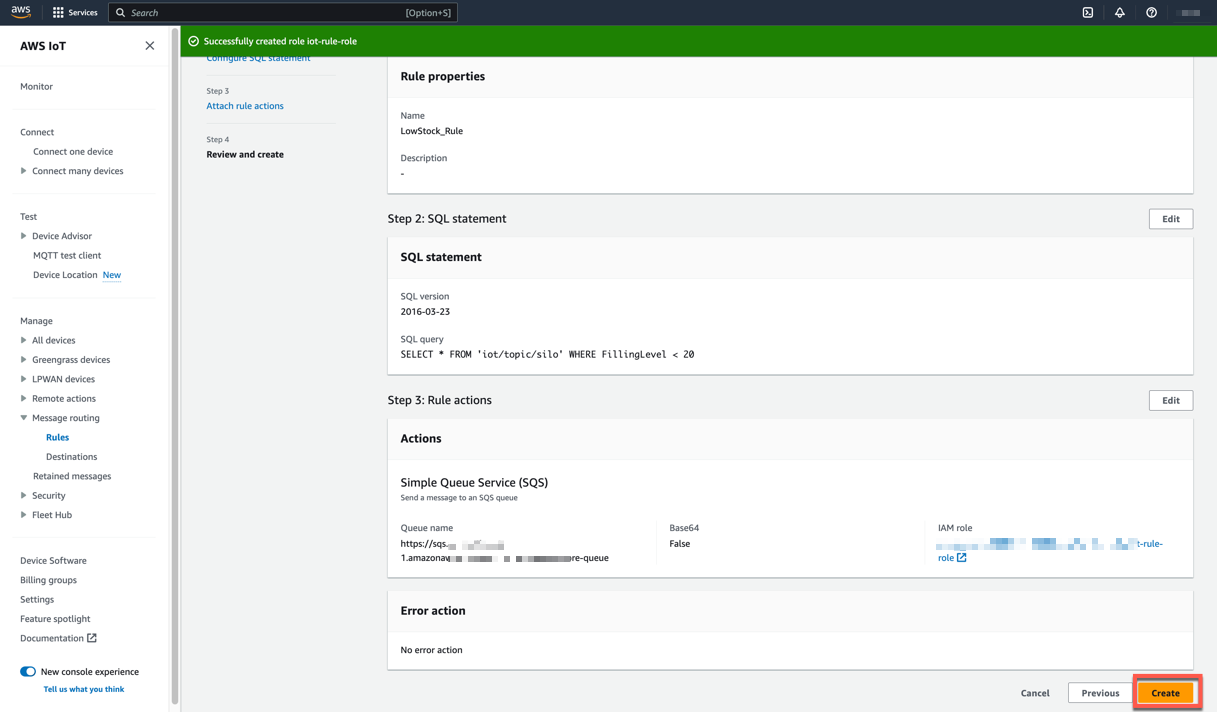 aws
Services
Search
[Option+S]
AWS IoT
Monitor
Connect
Connect one device
Connect many devices
Test
Device Advisor
MQTT test client
Device Location New
Manage
All devices
Greengrass devices
LPWAN devices
Remote actions
Message routing
Rules
Destinations
Retained messages
Security
Fleet Hub
Device Software
Billing groups
Settings
Feature spotlight
Documentation
New console experience
Tell us what you think
Successfully created role iot-rule-role
Configure SQL statement
Step 3
Attach rule actions
Step 4
Review and create
Rule properties
Name
LowStock_Rule
Description
-
Step 2: SQL statement
Edit
SQL statement
SQL version
2016-03-23
SQL query
SELECT * FROM 'iot/topic/silo' WHERE FillingLevel < 20
Step 3: Rule actions
Edit
Actions
Simple Queue Service (SQS)
Send a message to an SQS queue
Queue name
https://sqs.
1.amazonaw re-queue
Base64
False
IAM role
t-rule-
role
Error action
No error action
Cancel
Previous
Create